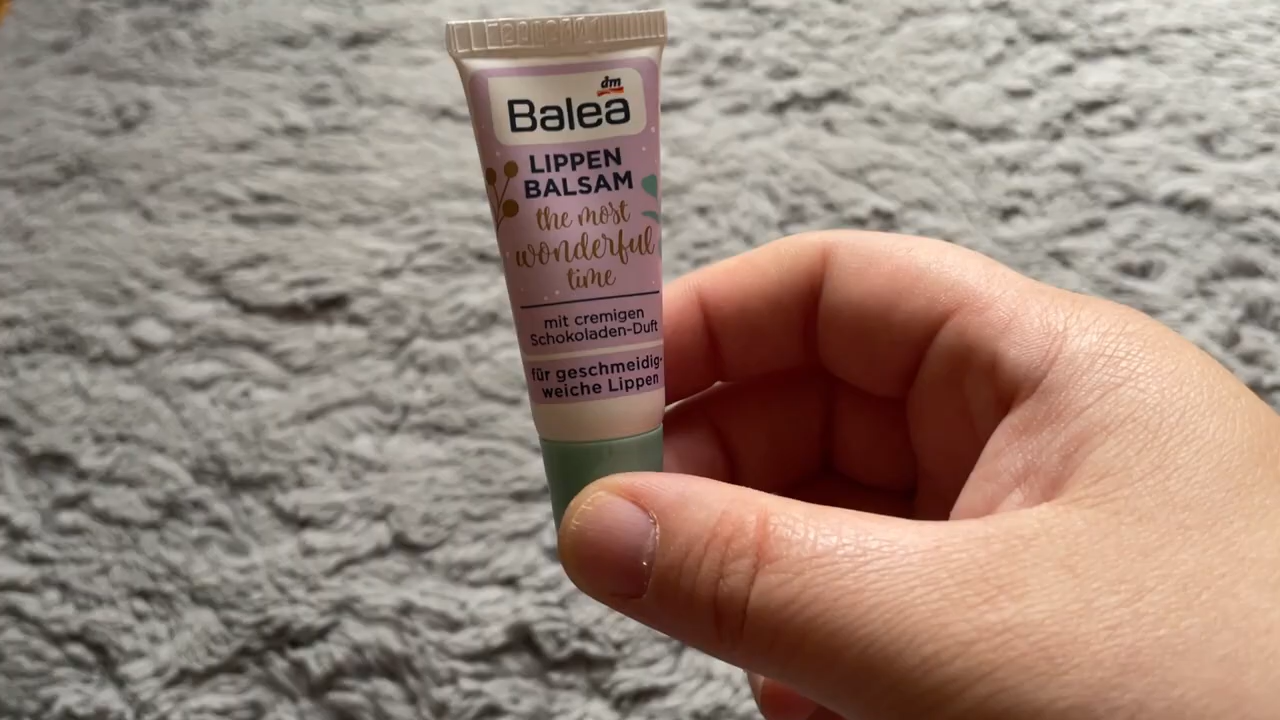 dm
Balea
LIPPEN
BALSAM
the most
wonderful
time
mit cremigen
Schokoladen-Duft
für geschmeidig-
weiche Lippen